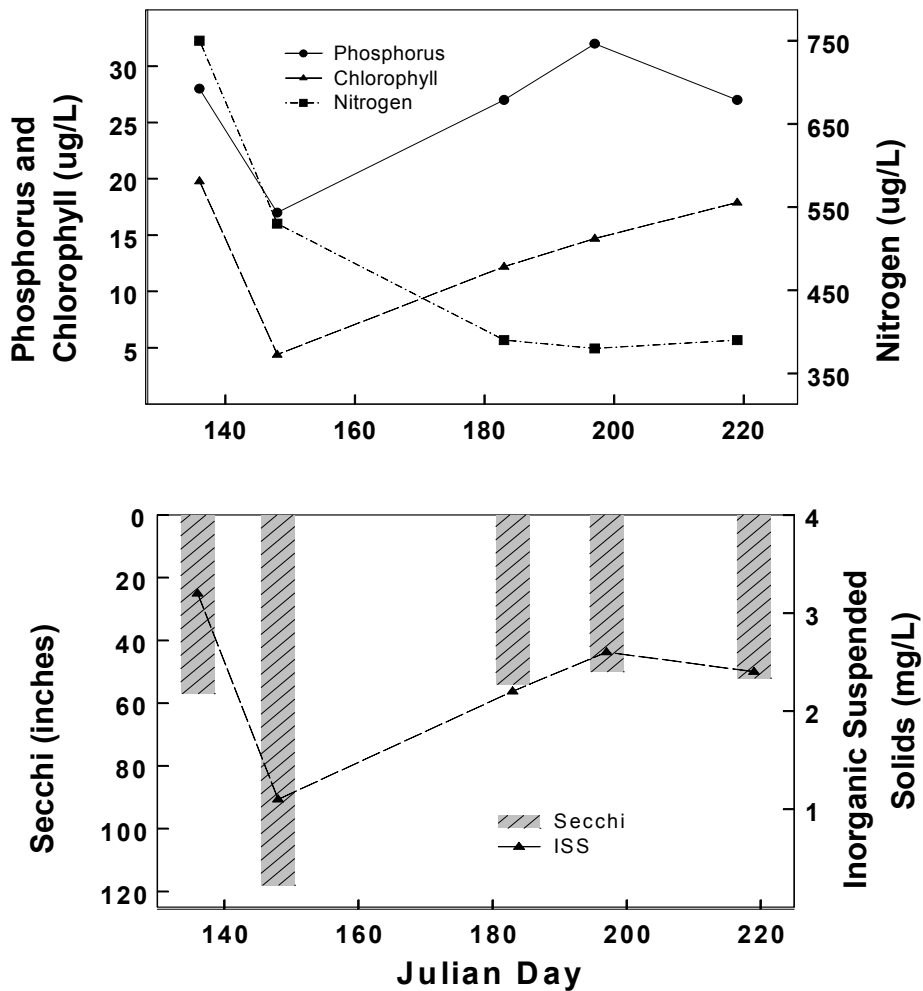 Phosphorus and
Chlorophyll (ug/L)
30
25
20
15
10
5
Phosphorus
Chlorophyll
Nitrogen
750
650
550
450
350
Nitrogen (ug/L)
140 160 180 200 220
Secchi (inches)
0
20
40
60
80
100
120
Secchi
ISS
4
3
2
1
Inorganic Suspended
Solids (mg/L)
140 160 180 200 220
Julian Day